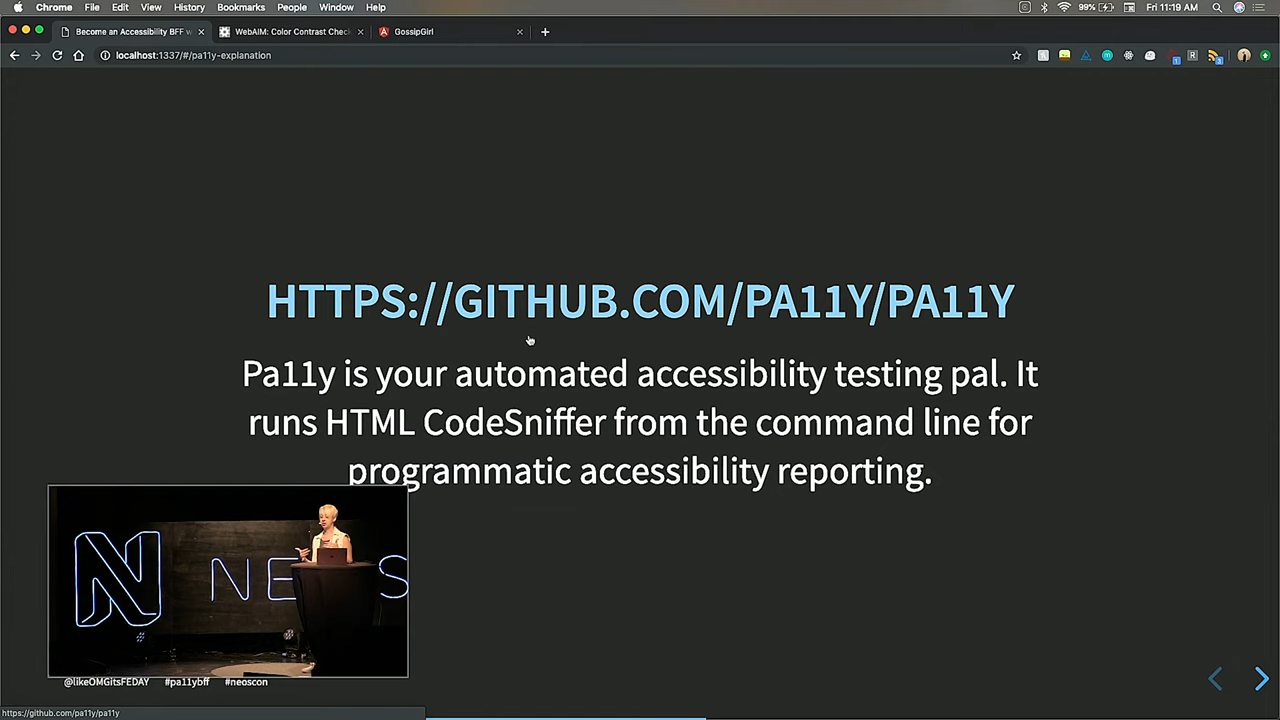 Chrome File Edit View History Bookmarks People Window Help 99% Fri 11:19 AM
Become an Accessibility BFF w WebAIM: Color Contrast Chec GossipGirl
localhost:1337/#/pa11y-explanation
HTTPS://GITHUB.COM/PA11Y/PA11Y
Pa11y is your automated accessibility testing pal. It
runs HTML CodeSniffer from the command line for
programmatic accessibility reporting.
N NE S
@likeOMGitsFEDAY #pa11ybff #neoscon
https://github.com/pa11y/pa11y